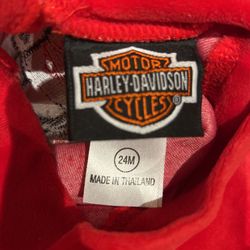 MOTOR
HARLEY-DAVIDSON
CYCLES
®
24M
MADE IN THAILAND